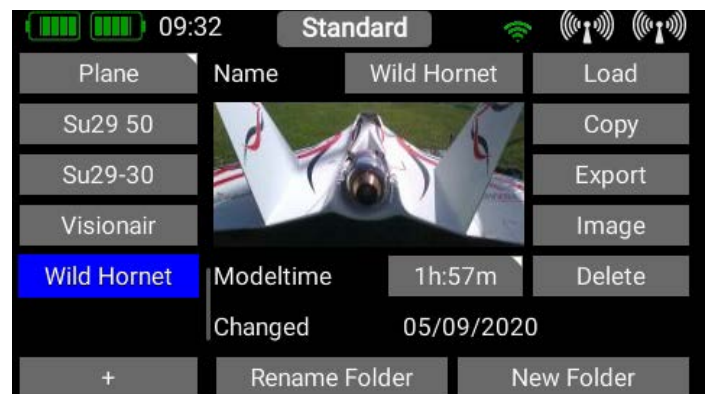 09:32 Standard
Plane Name Wild Hornet Load
Su29 50 Copy
Su29-30 Export
Visionair Image
Wild Hornet Modeltime 1h:57m Delete
Changed 05/09/2020
+ Rename Folder New Folder